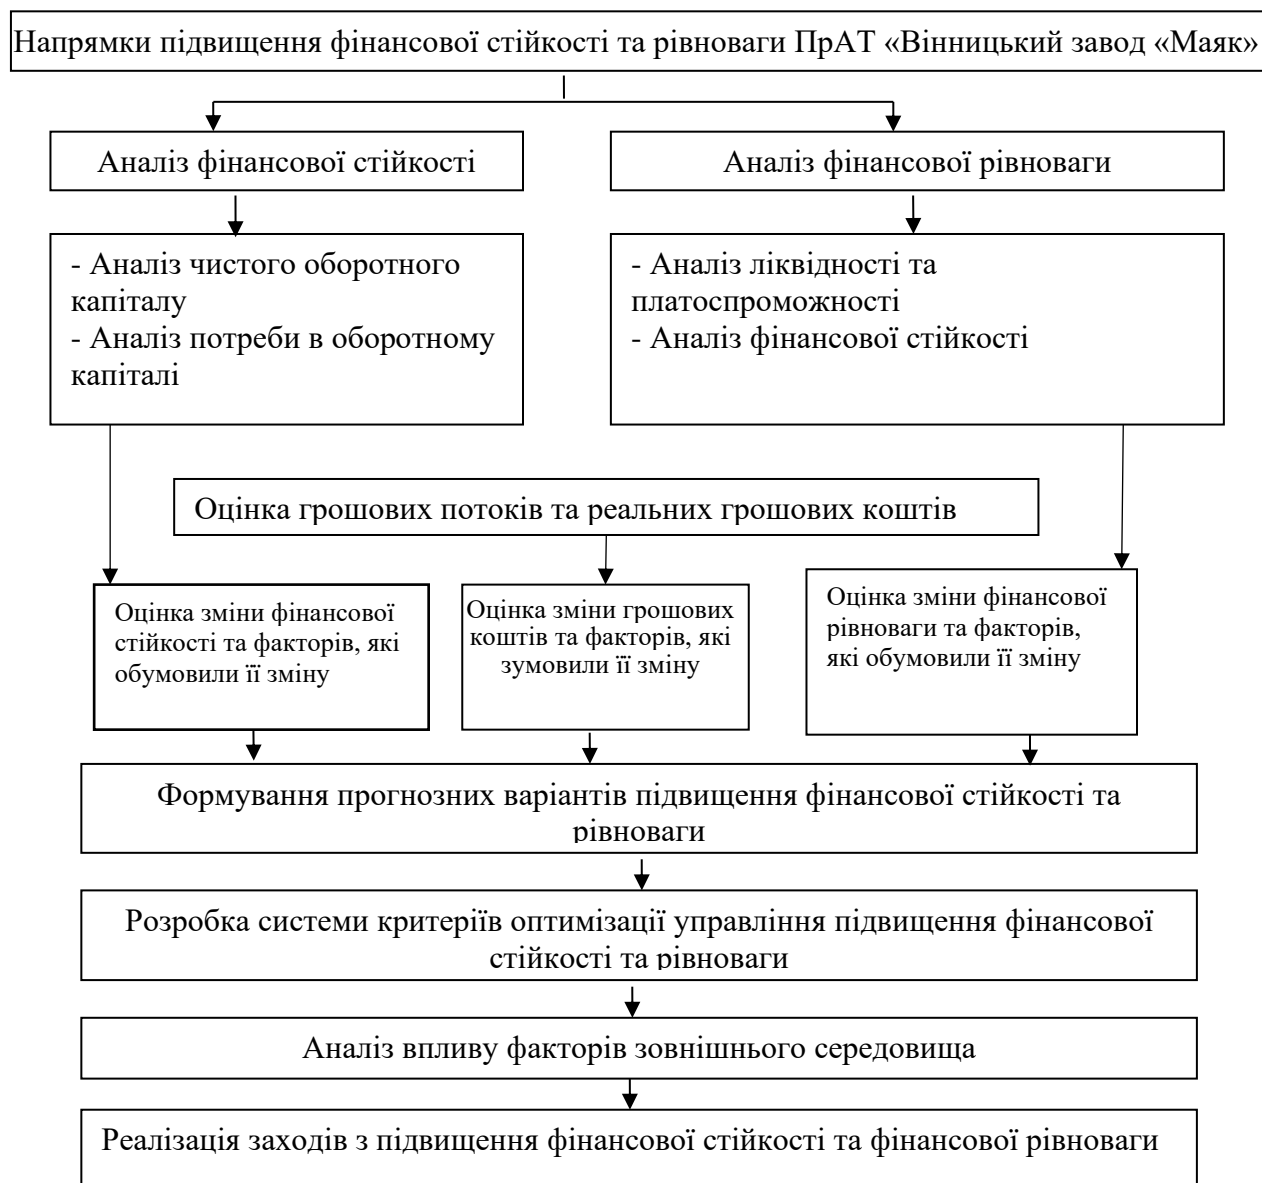 Напрямки підвищення фінансової стійкості та рівноваги ПрАТ «Вінницький завод «Маяк»
Аналіз фінансової стійкості
Аналіз фінансової рівноваги
- Аналіз чистого оборотного
капіталу
- Аналіз потреби в оборотному
капіталі
- Аналіз ліквідності та
платоспроможності
- Аналіз фінансової стійкості
Оцінка грошових потоків та реальних грошових коштів
Оцінка зміни фінансової
стійкості та факторів, які
обумовили її зміну
Оцінка зміни грошових
коштів та факторів, які
зумовили її зміну
Оцінка зміни фінансової
рівноваги та факторів,
які обумовили її зміну
Формування прогнозних варіантів підвищення фінансової стійкості та
рівноваги
Розробка системи критеріїв оптимізації управління підвищення фінансової
стійкості та рівноваги
Аналіз впливу факторів зовнішнього середовища
Реалізація заходів з підвищення фінансової стійкості та фінансової рівноваги